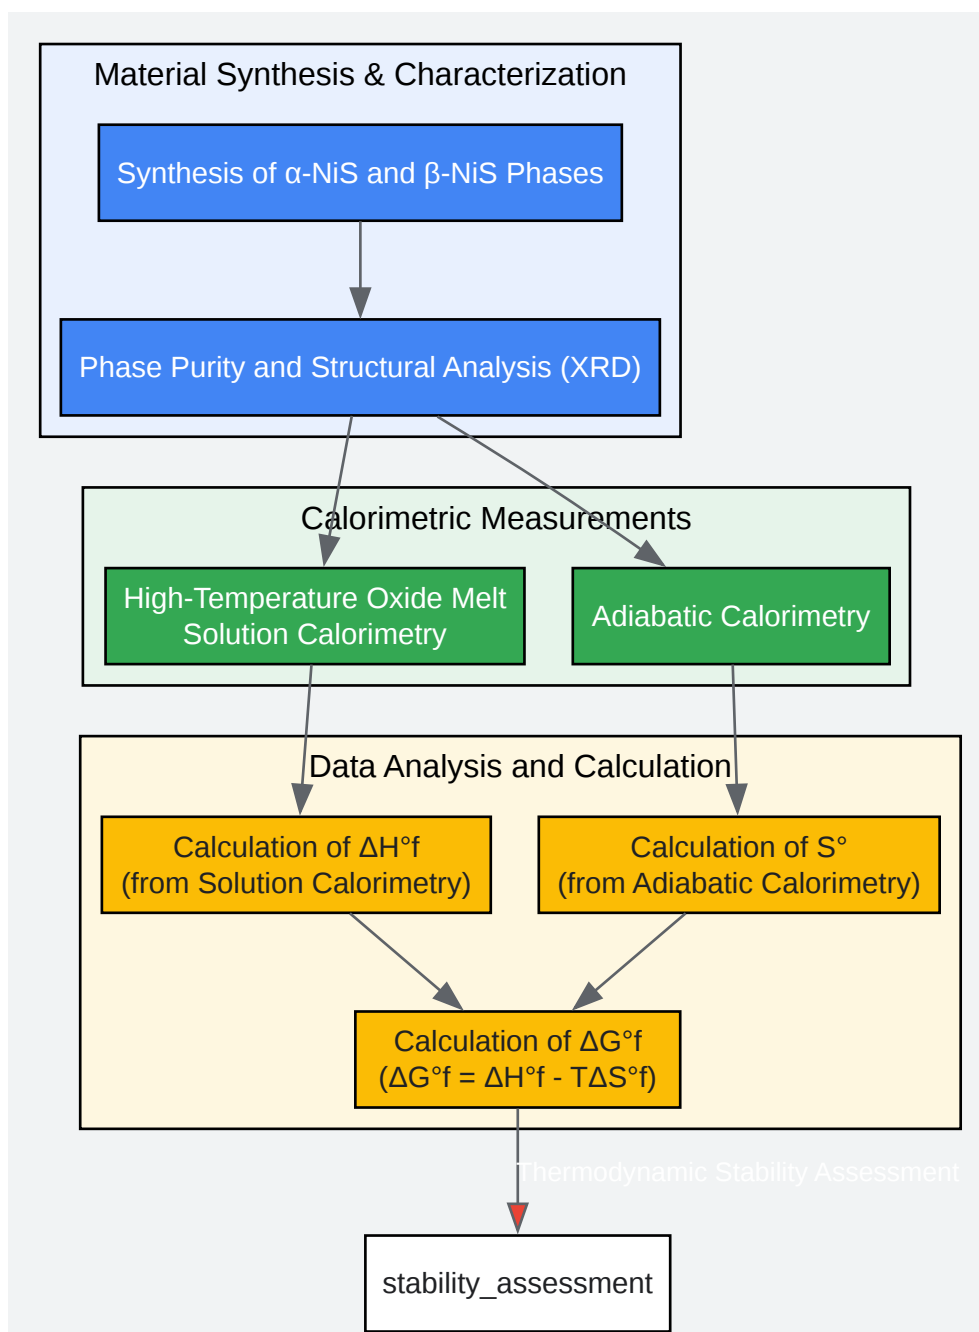 Material Synthesis & Characterization
Synthesis of α-NiS and β-NiS Phases
Phase Purity and Structural Analysis (XRD)
Calorimetric Measurements
High-Temperature Oxide Melt
Solution Calorimetry
Adiabatic Calorimetry
Data Analysis and Calculation
Calculation of ΔH°f
(from Solution Calorimetry)
Calculation of S°
(from Adiabatic Calorimetry)
Calculation of ΔG°f
(ΔG°f = ΔH°f - TΔS°f)
Thermodynamic Stability Assessment
stability_assessment